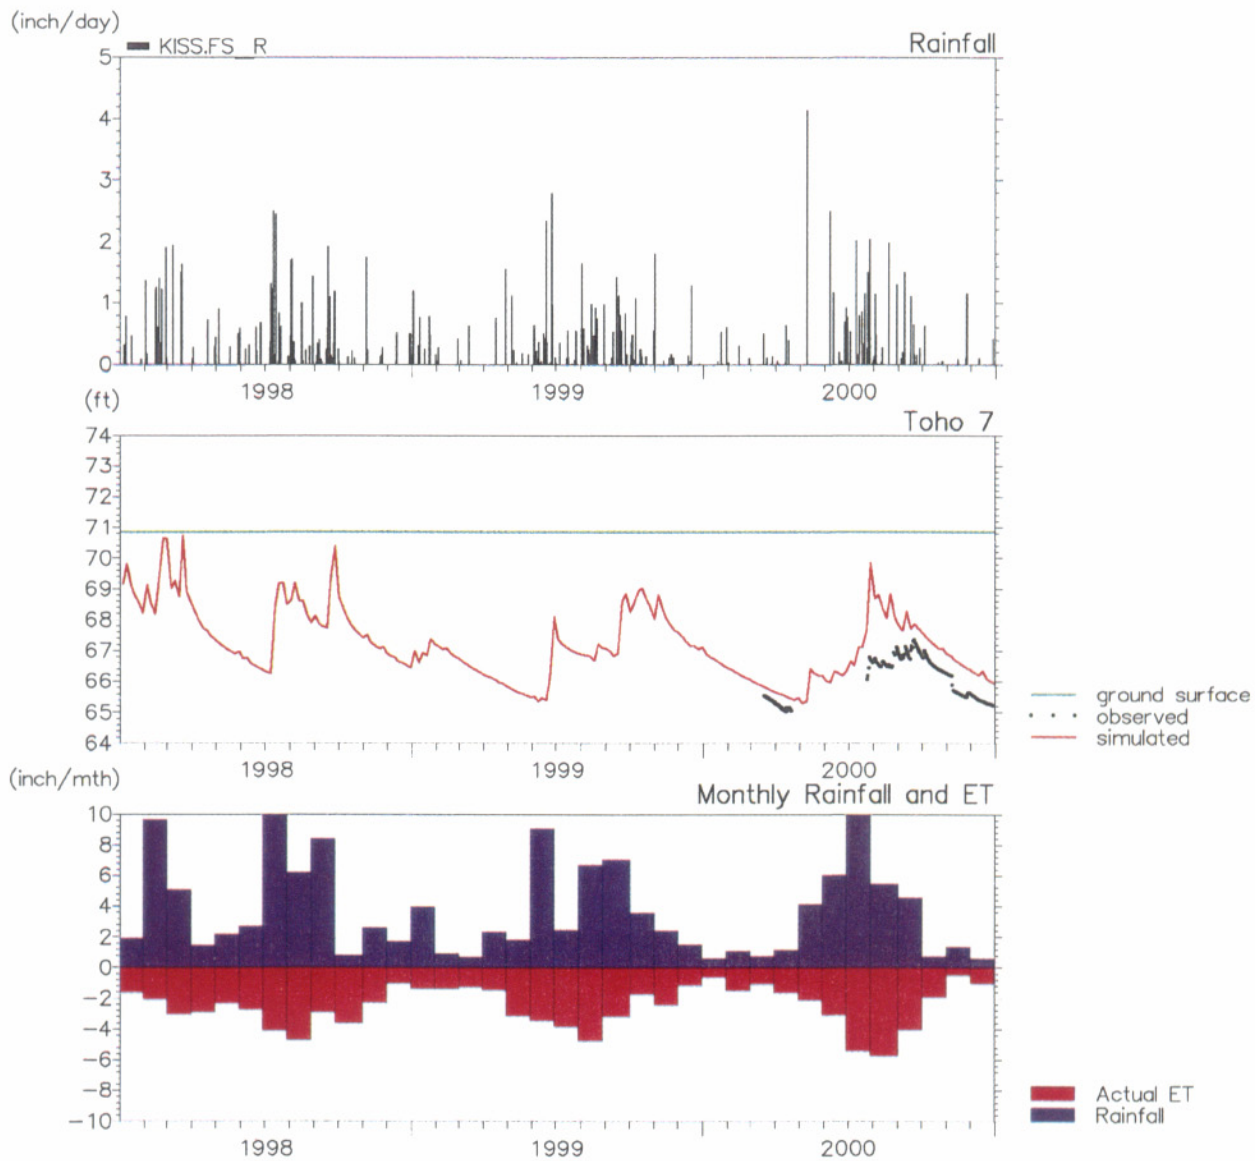 (inch/day)
KISS.FS__R
Rainfall
5
4
3
2
1
0
1998 1999 2000
(ft)
Toho 7
74
73
72
71
70
69
68
67
66
65
64
1998 1999 2000
ground surface
observed
simulated
(inch/mth)
Monthly Rainfall and ET
10
8
6
4
2
0
-2
-4
-6
-8
-10
1998 1999 2000
Actual ET
Rainfall